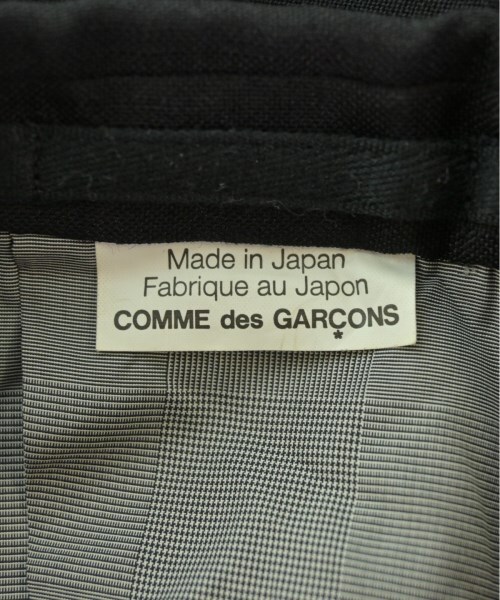 Made in Japan
Fabrique au Japon
COMME des GARÇONS
*